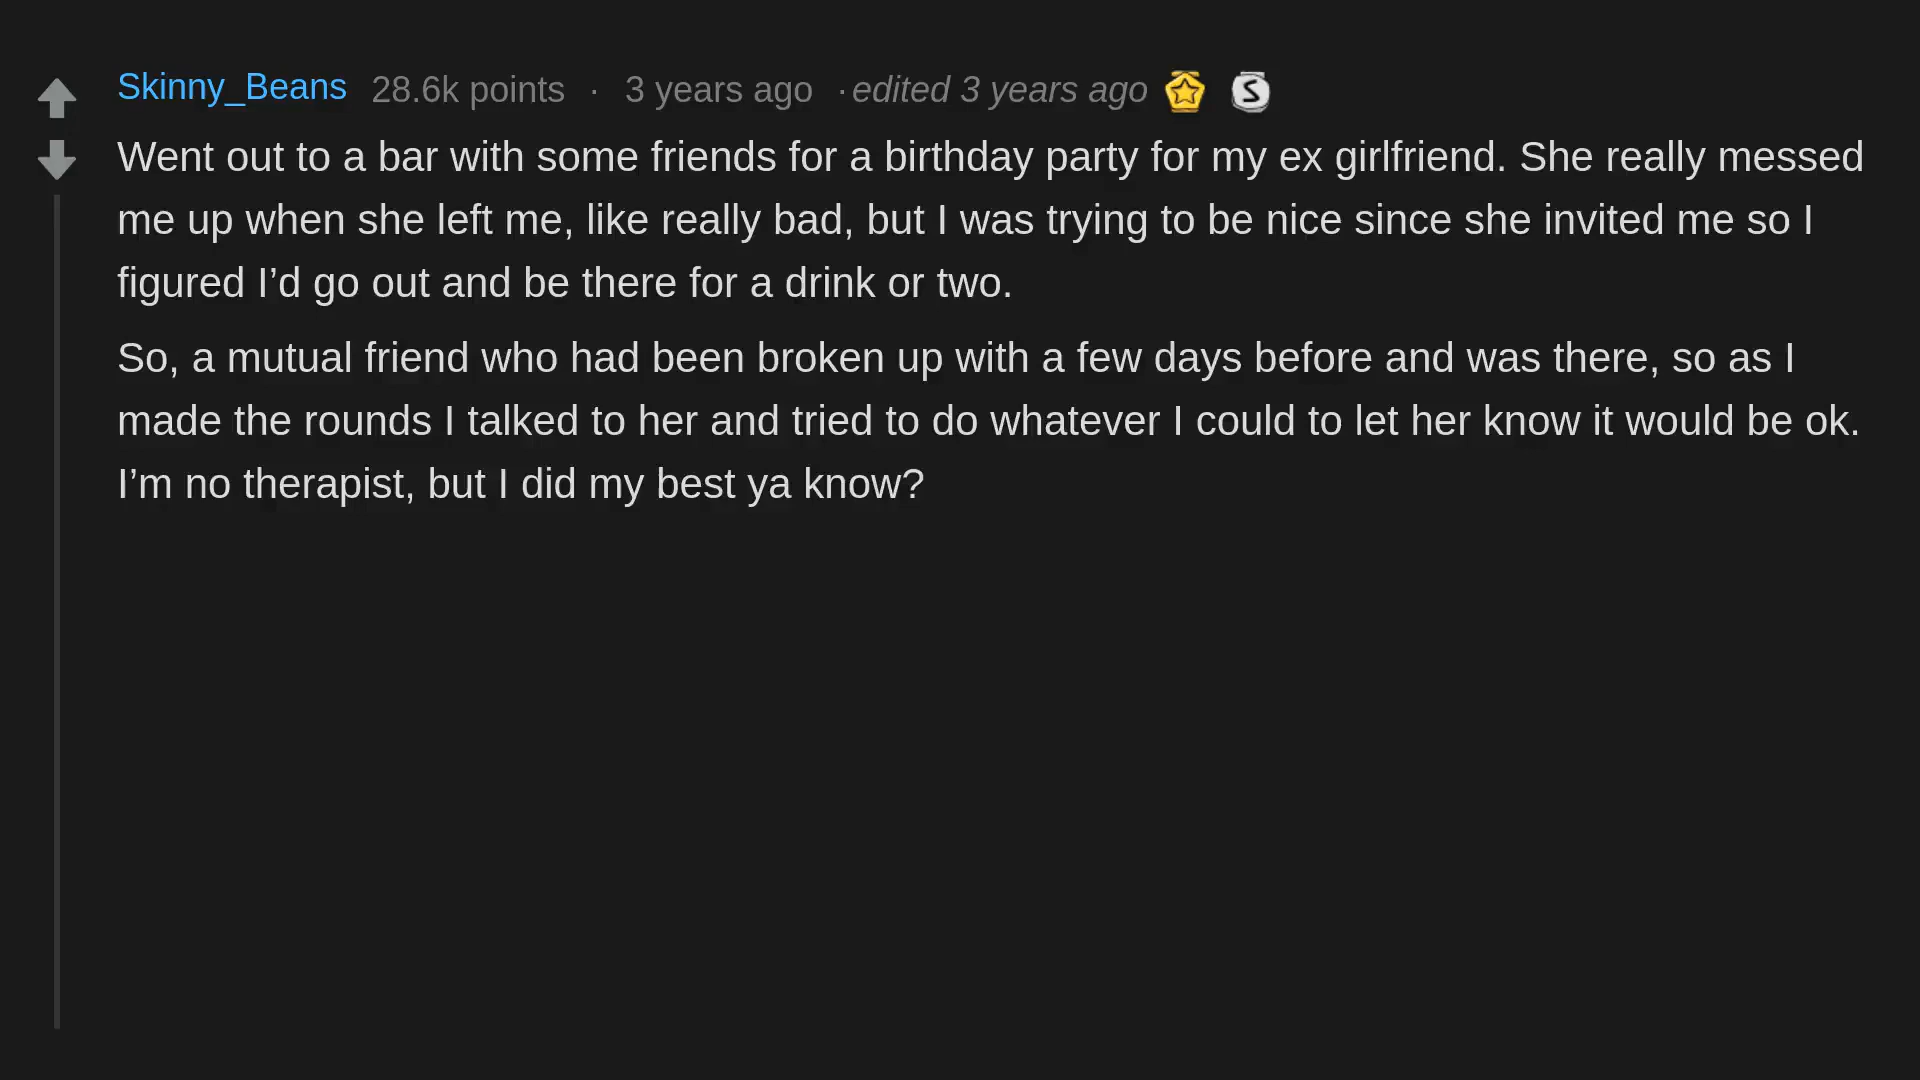 Skinny_Beans 28.6k points · 3 years ago · edited 3 years ago S
Went out to a bar with some friends for a birthday party for my ex girlfriend. She really messed
me up when she left me, like really bad, but I was trying to be nice since she invited me so I
figured I’d go out and be there for a drink or two.
So, a mutual friend who had been broken up with a few days before and was there, so as I
made the rounds I talked to her and tried to do whatever I could to let her know it would be ok.
I’m no therapist, but I did my best ya know?